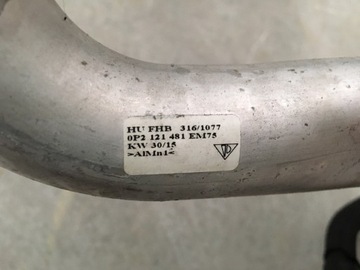 HU FHB 316/1077
0P2 121 481 EM75
KW 30/15
>AlMn1<